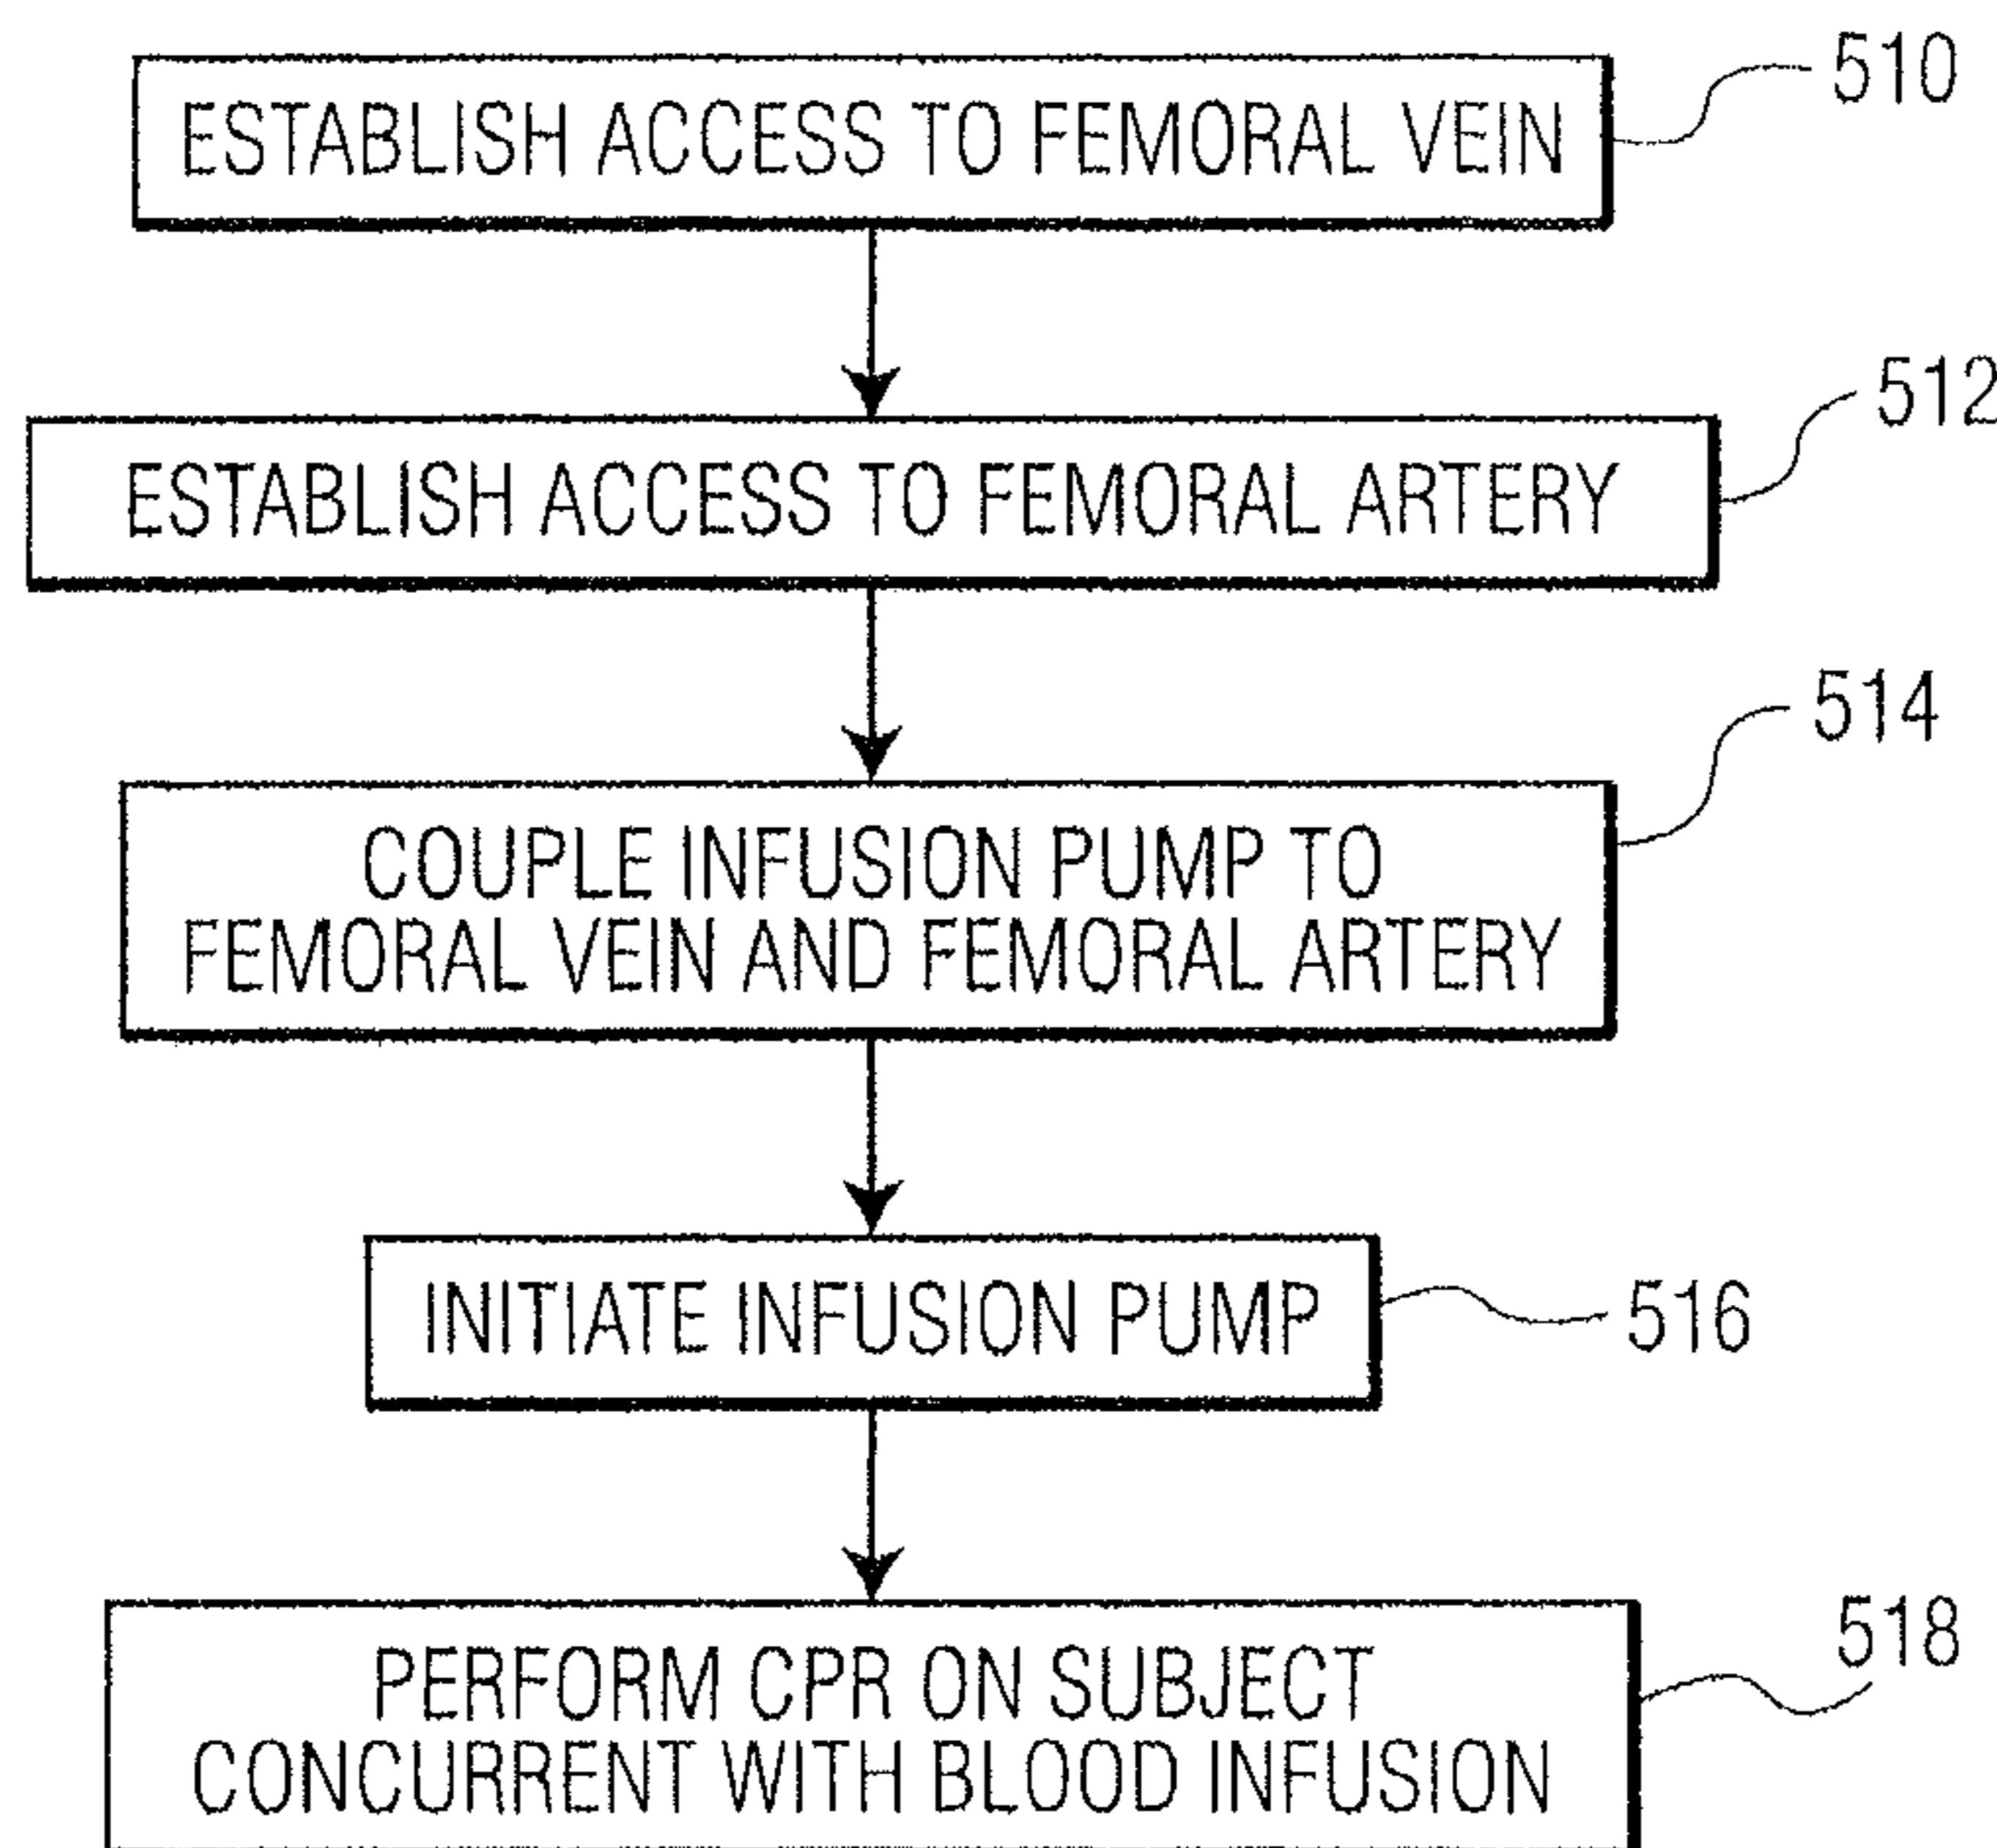 ESTABLISH ACCESS TO FEMORAL VEIN
510
ESTABLISH ACCESS TO FEMORAL ARTERY
512
COUPLE INFUSION PUMP TO
FEMORAL VEIN AND FEMORAL ARTERY
514
INITIATE INFUSION PUMP
516
PERFORM CPR ON SUBJECT
CONCURRENT WITH BLOOD INFUSION
518